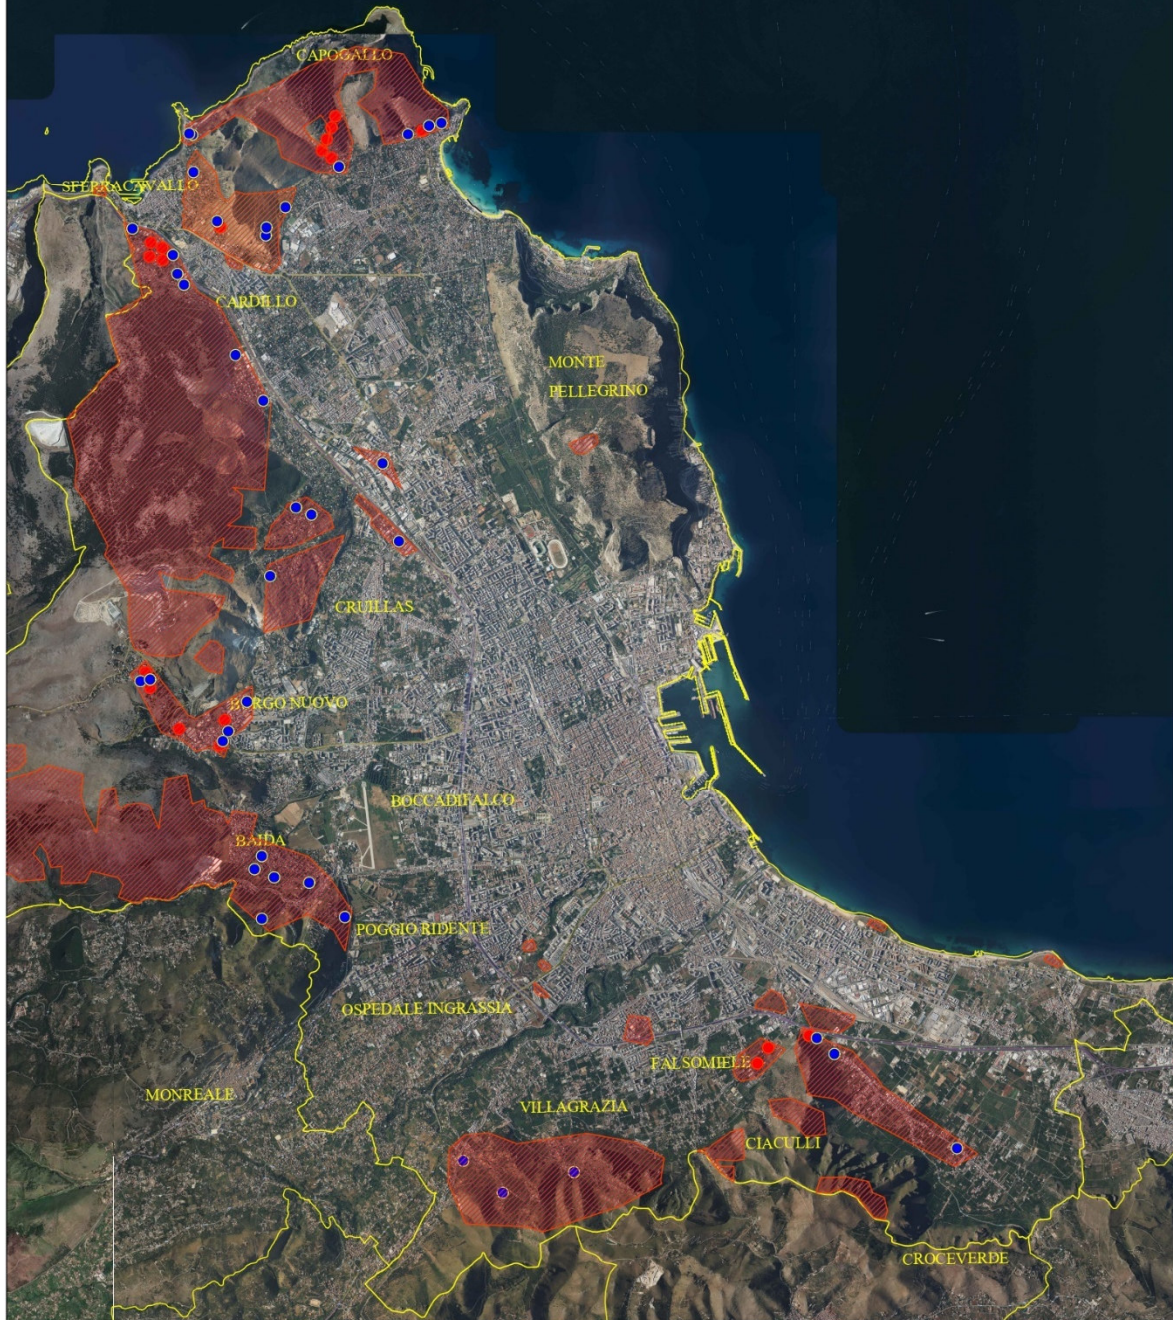 CAPOGALLO
SFERRACAVALLO
CARDILLO
MONTE
PELLEGRINO
CRUILLAS
BORGO NUOVO
BOCCADIFALCO
BAIDA
POGGIO RIDENTE
OSPEDALE INGRASSIA
FALSOMIELE
MONREALE
VILLAGRAZIA
CIACULLI
CROCEVERDE